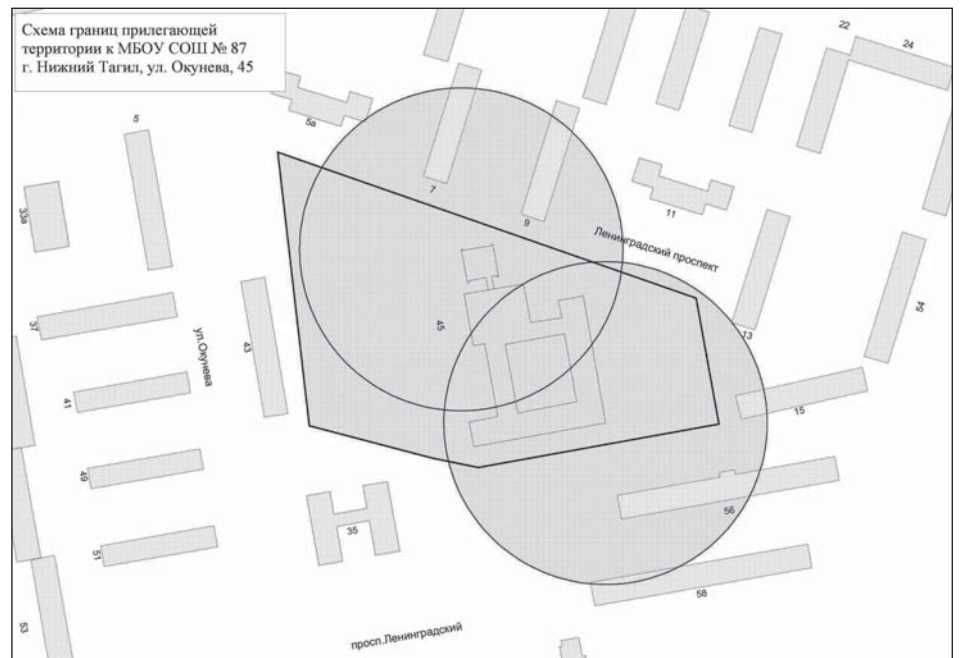 Схема границ прилегающей
территории к МБОУ СОШ № 87
г. Нижний Тагил, ул. Окунева, 45
22
24
5а
5
7
9
11
33а
Ленинградский проспект
54
37
ул.Окунева
43
45
13
41
15
49
56
35
51
58
53
просп.Ленинградский